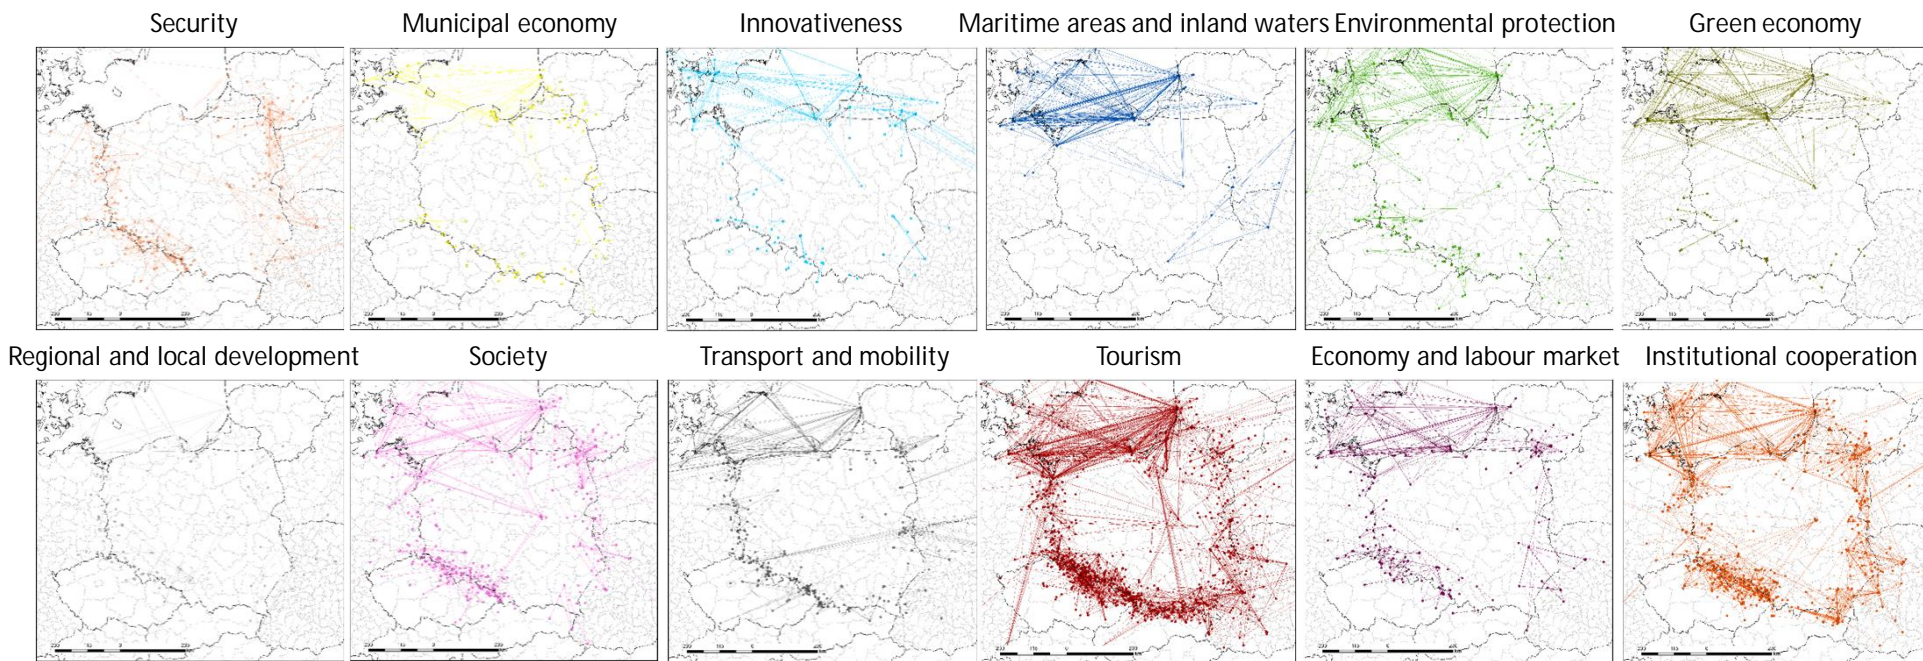 Security
Municipal economy
Innovativeness
Maritime areas and inland waters
Environmental protection
Green economy
Regional and local development
Society
Transport and mobility
Tourism
Economy and labour market
Institutional cooperation